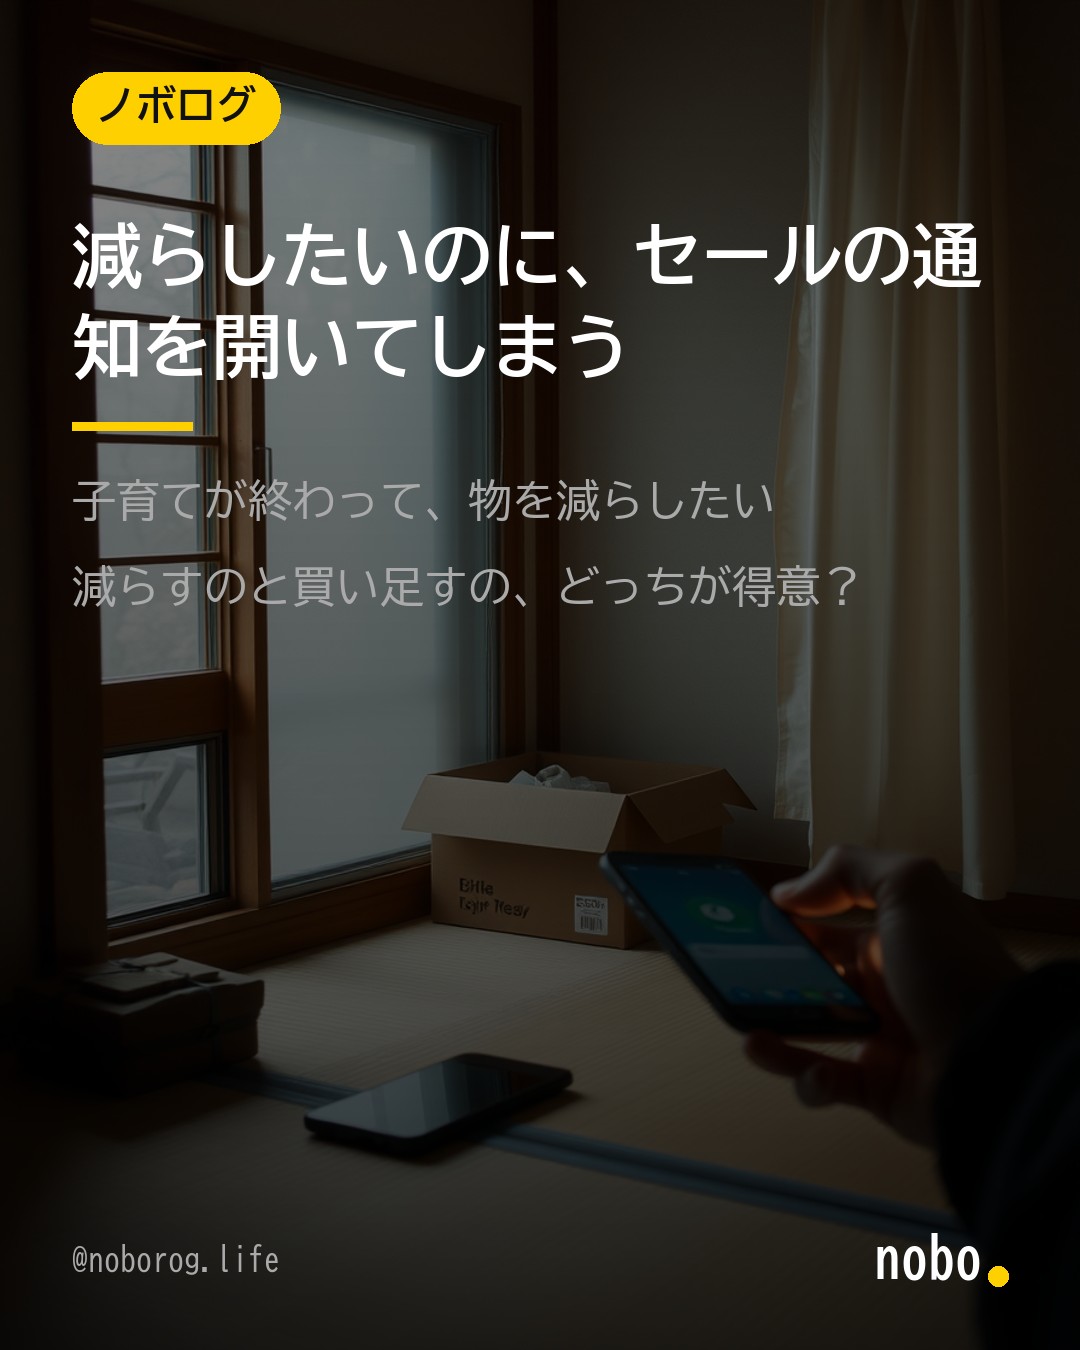 ノボログ
減らしたいのに、セールの通
知を開いてしまう
子育てが終わって、物を減らしたい
減らすのと買い足すの、どっちが得意？
@noborog.life
nobo.